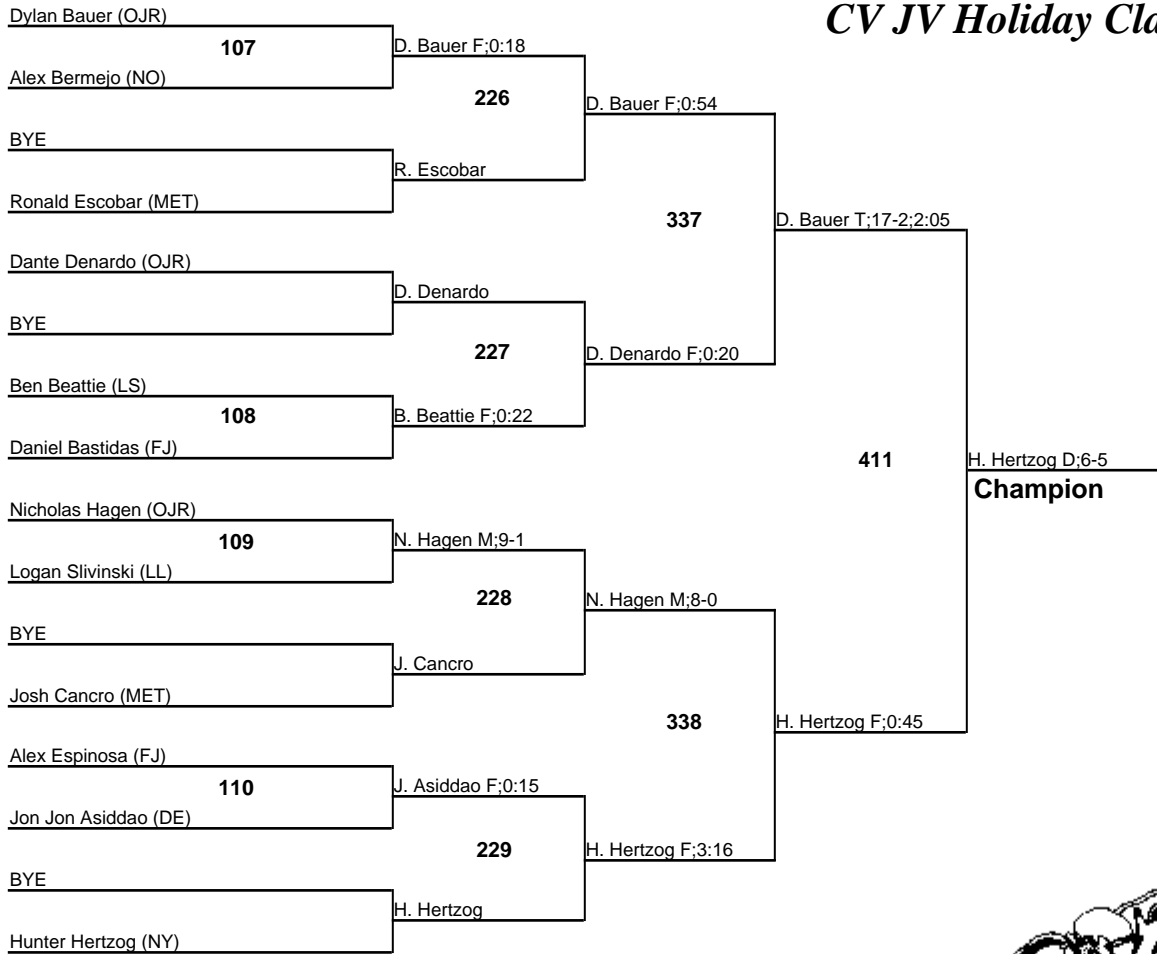 CV JV Holiday Cla
Dylan Bauer (OJR)
107
D. Bauer F;0:18
Alex Bermejo (NO)
226
D. Bauer F;0:54
BYE
R. Escobar
Ronald Escobar (MET)
337
D. Bauer T;17-2;2:05
Dante Denardo (OJR)
D. Denardo
BYE
227
D. Denardo F;0:20
Ben Beattie (LS)
108
B. Beattie F;0:22
Daniel Bastidas (FJ)
411
H. Hertzog D;6-5
Champion
Nicholas Hagen (OJR)
109
N. Hagen M;9-1
Logan Slivinski (LL)
228
N. Hagen M;8-0
BYE
J. Cancro
Josh Cancro (MET)
338
H. Hertzog F;0:45
Alex Espinosa (FJ)
110
J. Asiddao F;0:15
Jon Jon Asiddao (DE)
229
H. Hertzog F;3:16
BYE
H. Hertzog
Hunter Hertzog (NY)